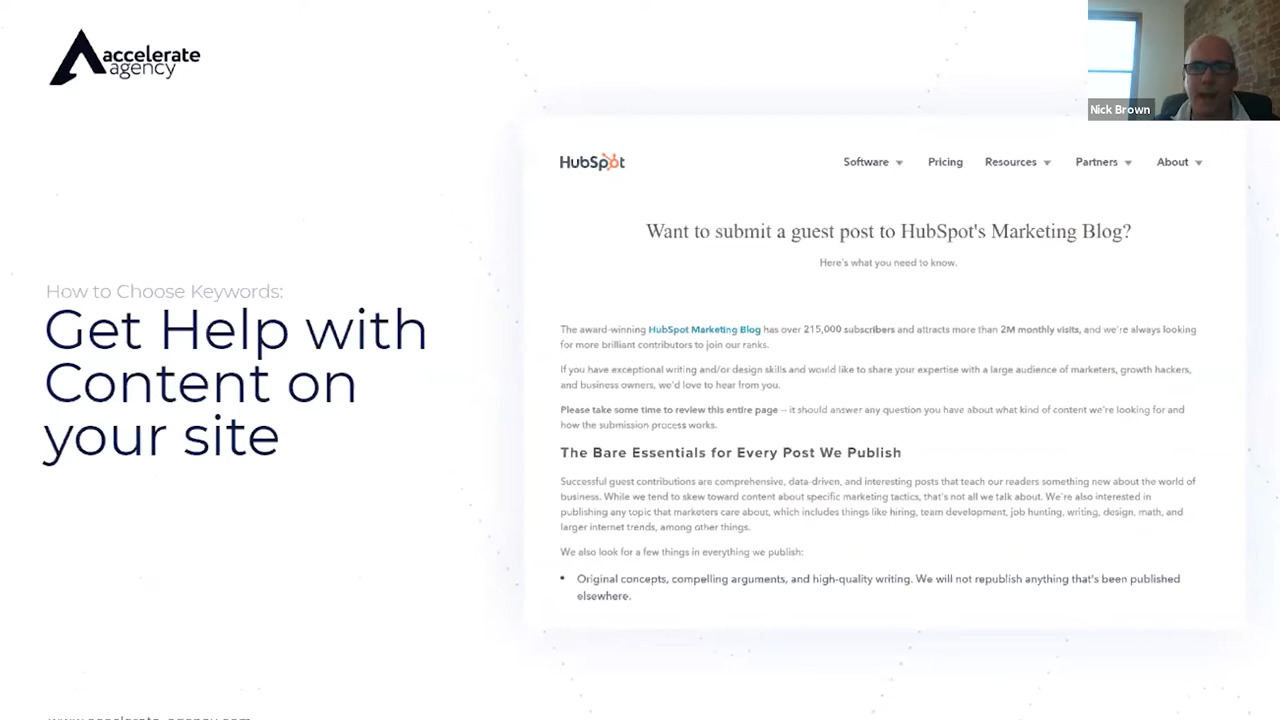 accelerate
agency
Nick Brown
HubSpot
Software
Pricing
Resources
Partners
About
Want to submit a guest post to HubSpot's Marketing Blog?
Here's what you need to know.
How to Choose Keywords:
Get Help with
Content on
your site
The award-winning HubSpot Marketing Blog has over 215,000 subscribers and attracts more than 2M monthly visits, and we're always looking
for more brilliant contributors to join our ranks.
If you have exceptional writing and/or design skills and would like to share your expertise with a large audience of marketers, growth hackers,
and business owners, we'd love to hear from you.
Please take some time to review this entire page – it should answer any question you have about what kind of content we're looking for and
how the submission process works.
The Bare Essentials for Every Post We Publish
Successful guest contributions are comprehensive, data-driven, and interesting posts that teach our readers something new about the world of
business. While we tend to skew toward content about specific marketing tactics, that's not all we talk about. We're also interested in
publishing any topic that marketers care about, which includes things like hiring, team development, job hunting, writing, design, math, and
larger internet trends, among other things.
We also look for a few things in everything we publish:
• Original concepts, compelling arguments, and high-quality writing. We will not republish anything that's been published
elsewhere.